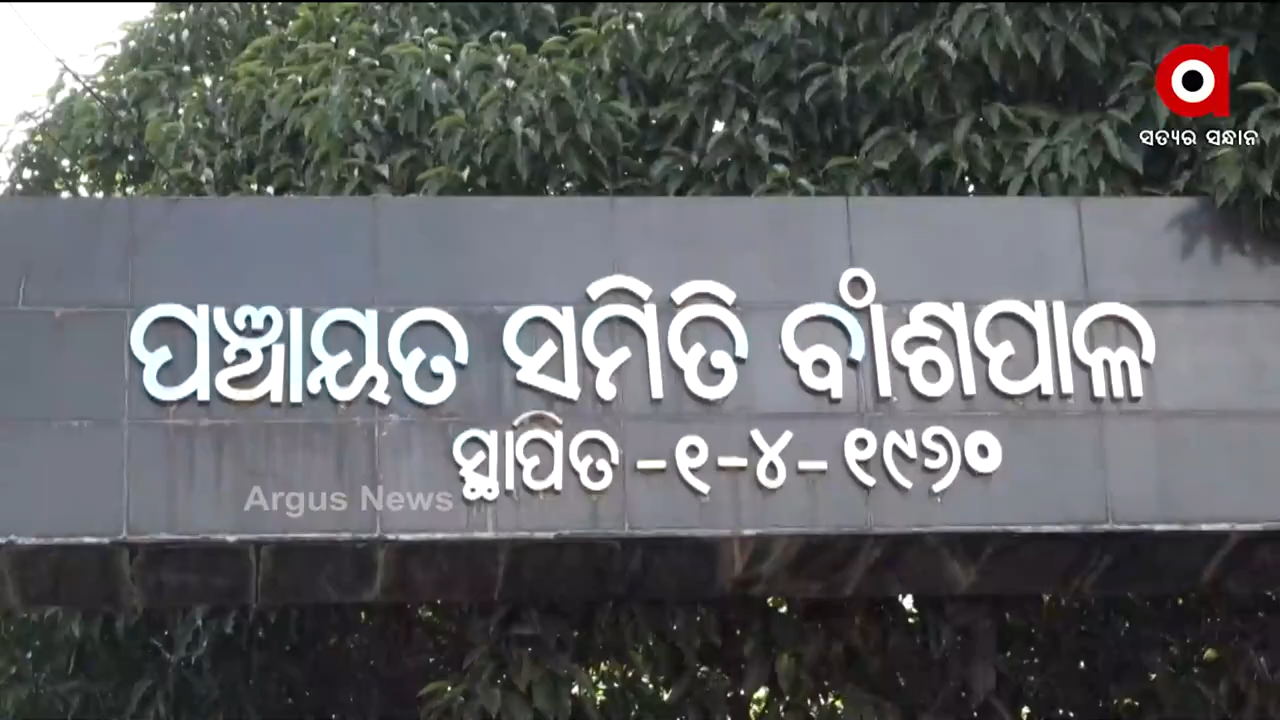 ସତ୍ୟର ସନ୍ଧାନ
ପଞ୍ଚାୟତ ସମିତି ବାଁଶପାଳ
ସ୍ଥାପିତ -୧-୪- ୧୯୬୦
Argus News